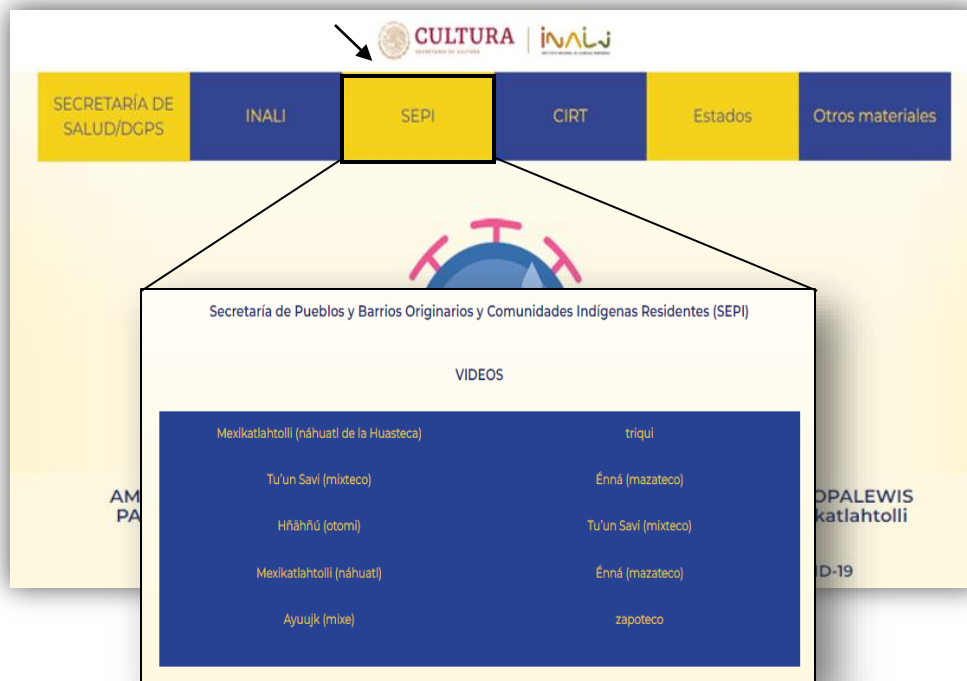 CULTURA
SECRETARÍA DE CULTURA
INALI
SECRETARÍA DE
SALUD/DGPS
INALI
SEPI
CIRT
Estados
Otros materiales
Secretaría de Pueblos y Barrios Originarios y Comunidades Indígenas Residentes (SEPI)
VIDEOS
Mexikatlahtolli (náhuatl de la Huasteca)
triqui
Tu'un Savi (mixteco)
Énná (mazateco)
Hñähñú (otomi)
Tu'un Savi (mixteco)
Mexikatlahtolli (náhuatl)
Énná (mazateco)
Ayuujk (mixe)
zapoteco
AM
PA
OPALEWIS
katlahtolli
ID-19